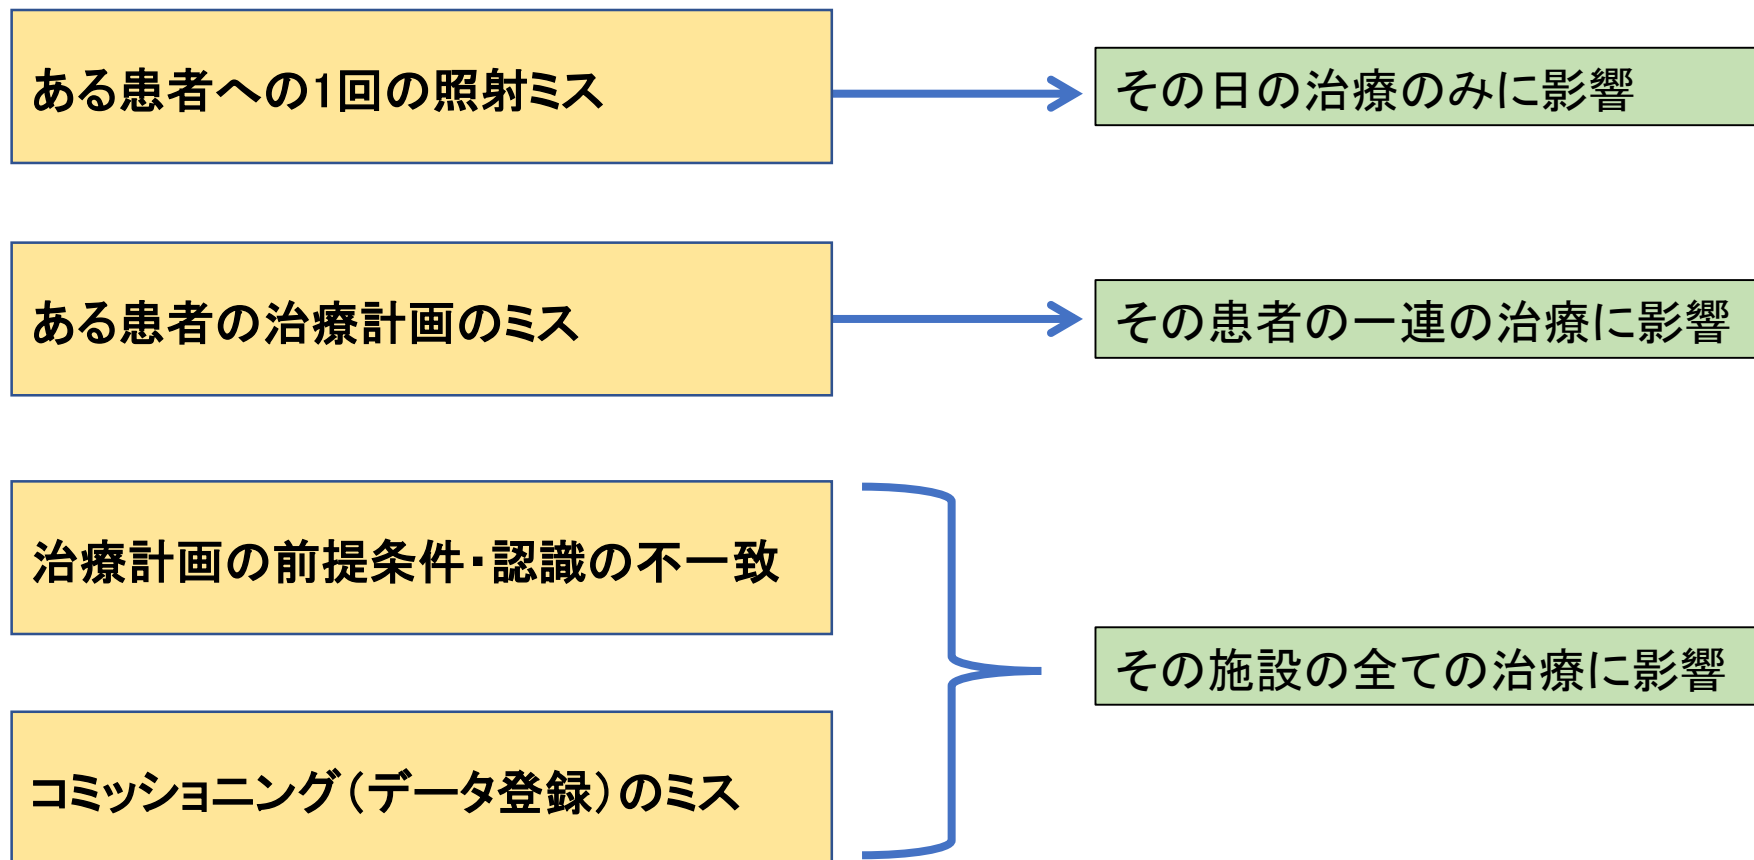 ある患者への1回の照射ミス
その日の治療のみに影響
ある患者の治療計画のミス
その患者の一連の治療に影響
治療計画の前提条件・認識の不一致
その施設の全ての治療に影響
コミッショニング（データ登録）のミス